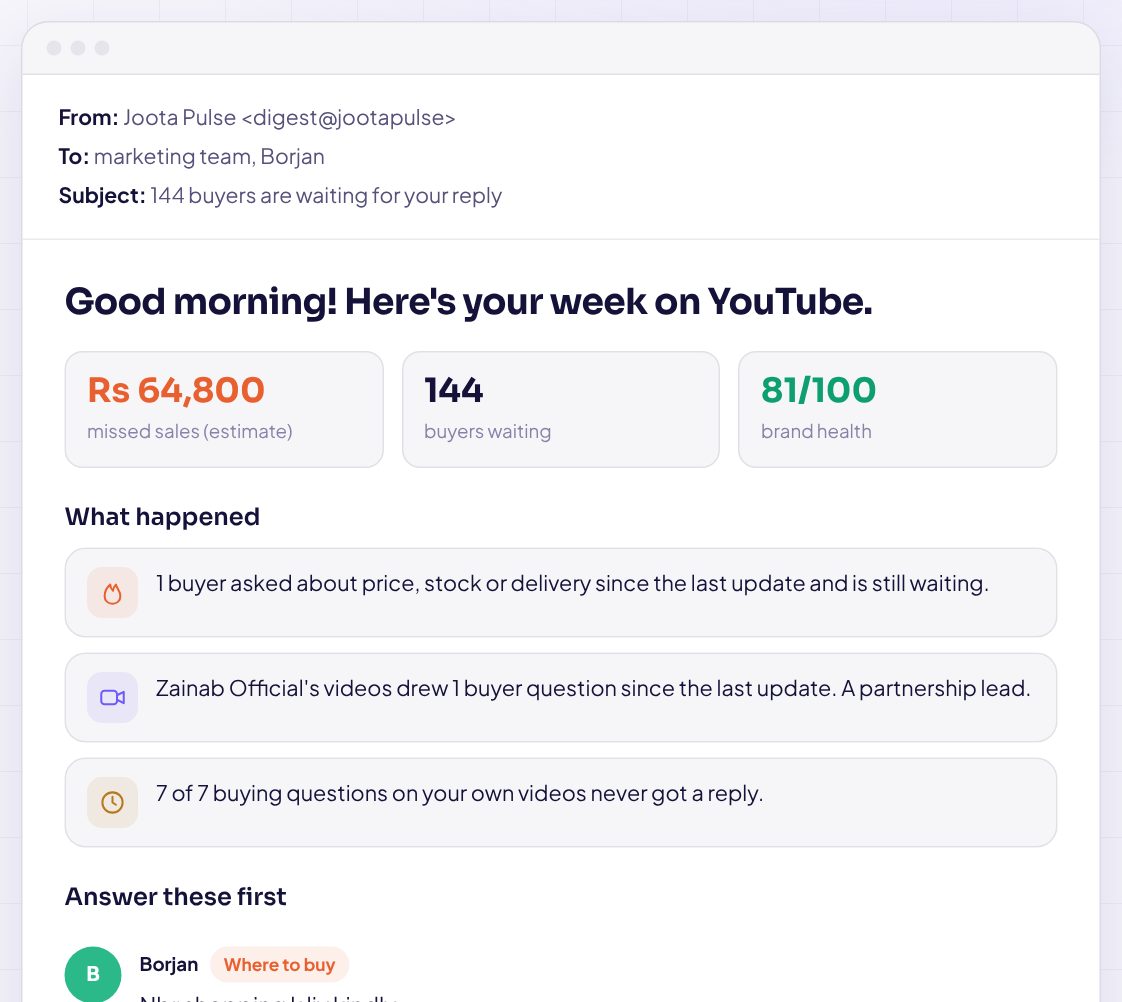 From: Joota Pulse <digest@jootapulse>
To: marketing team, Borjan
Subject: 144 buyers are waiting for your reply
Good morning! Here's your week on YouTube.
Rs 64,800
missed sales (estimate)
144
buyers waiting
81/100
brand health
What happened
1 buyer asked about price, stock or delivery since the last update and is still waiting.
Zainab Official's videos drew 1 buyer question since the last update. A partnership lead.
7 of 7 buying questions on your own videos never got a reply.
Answer these first
B
Borjan
Where to buy